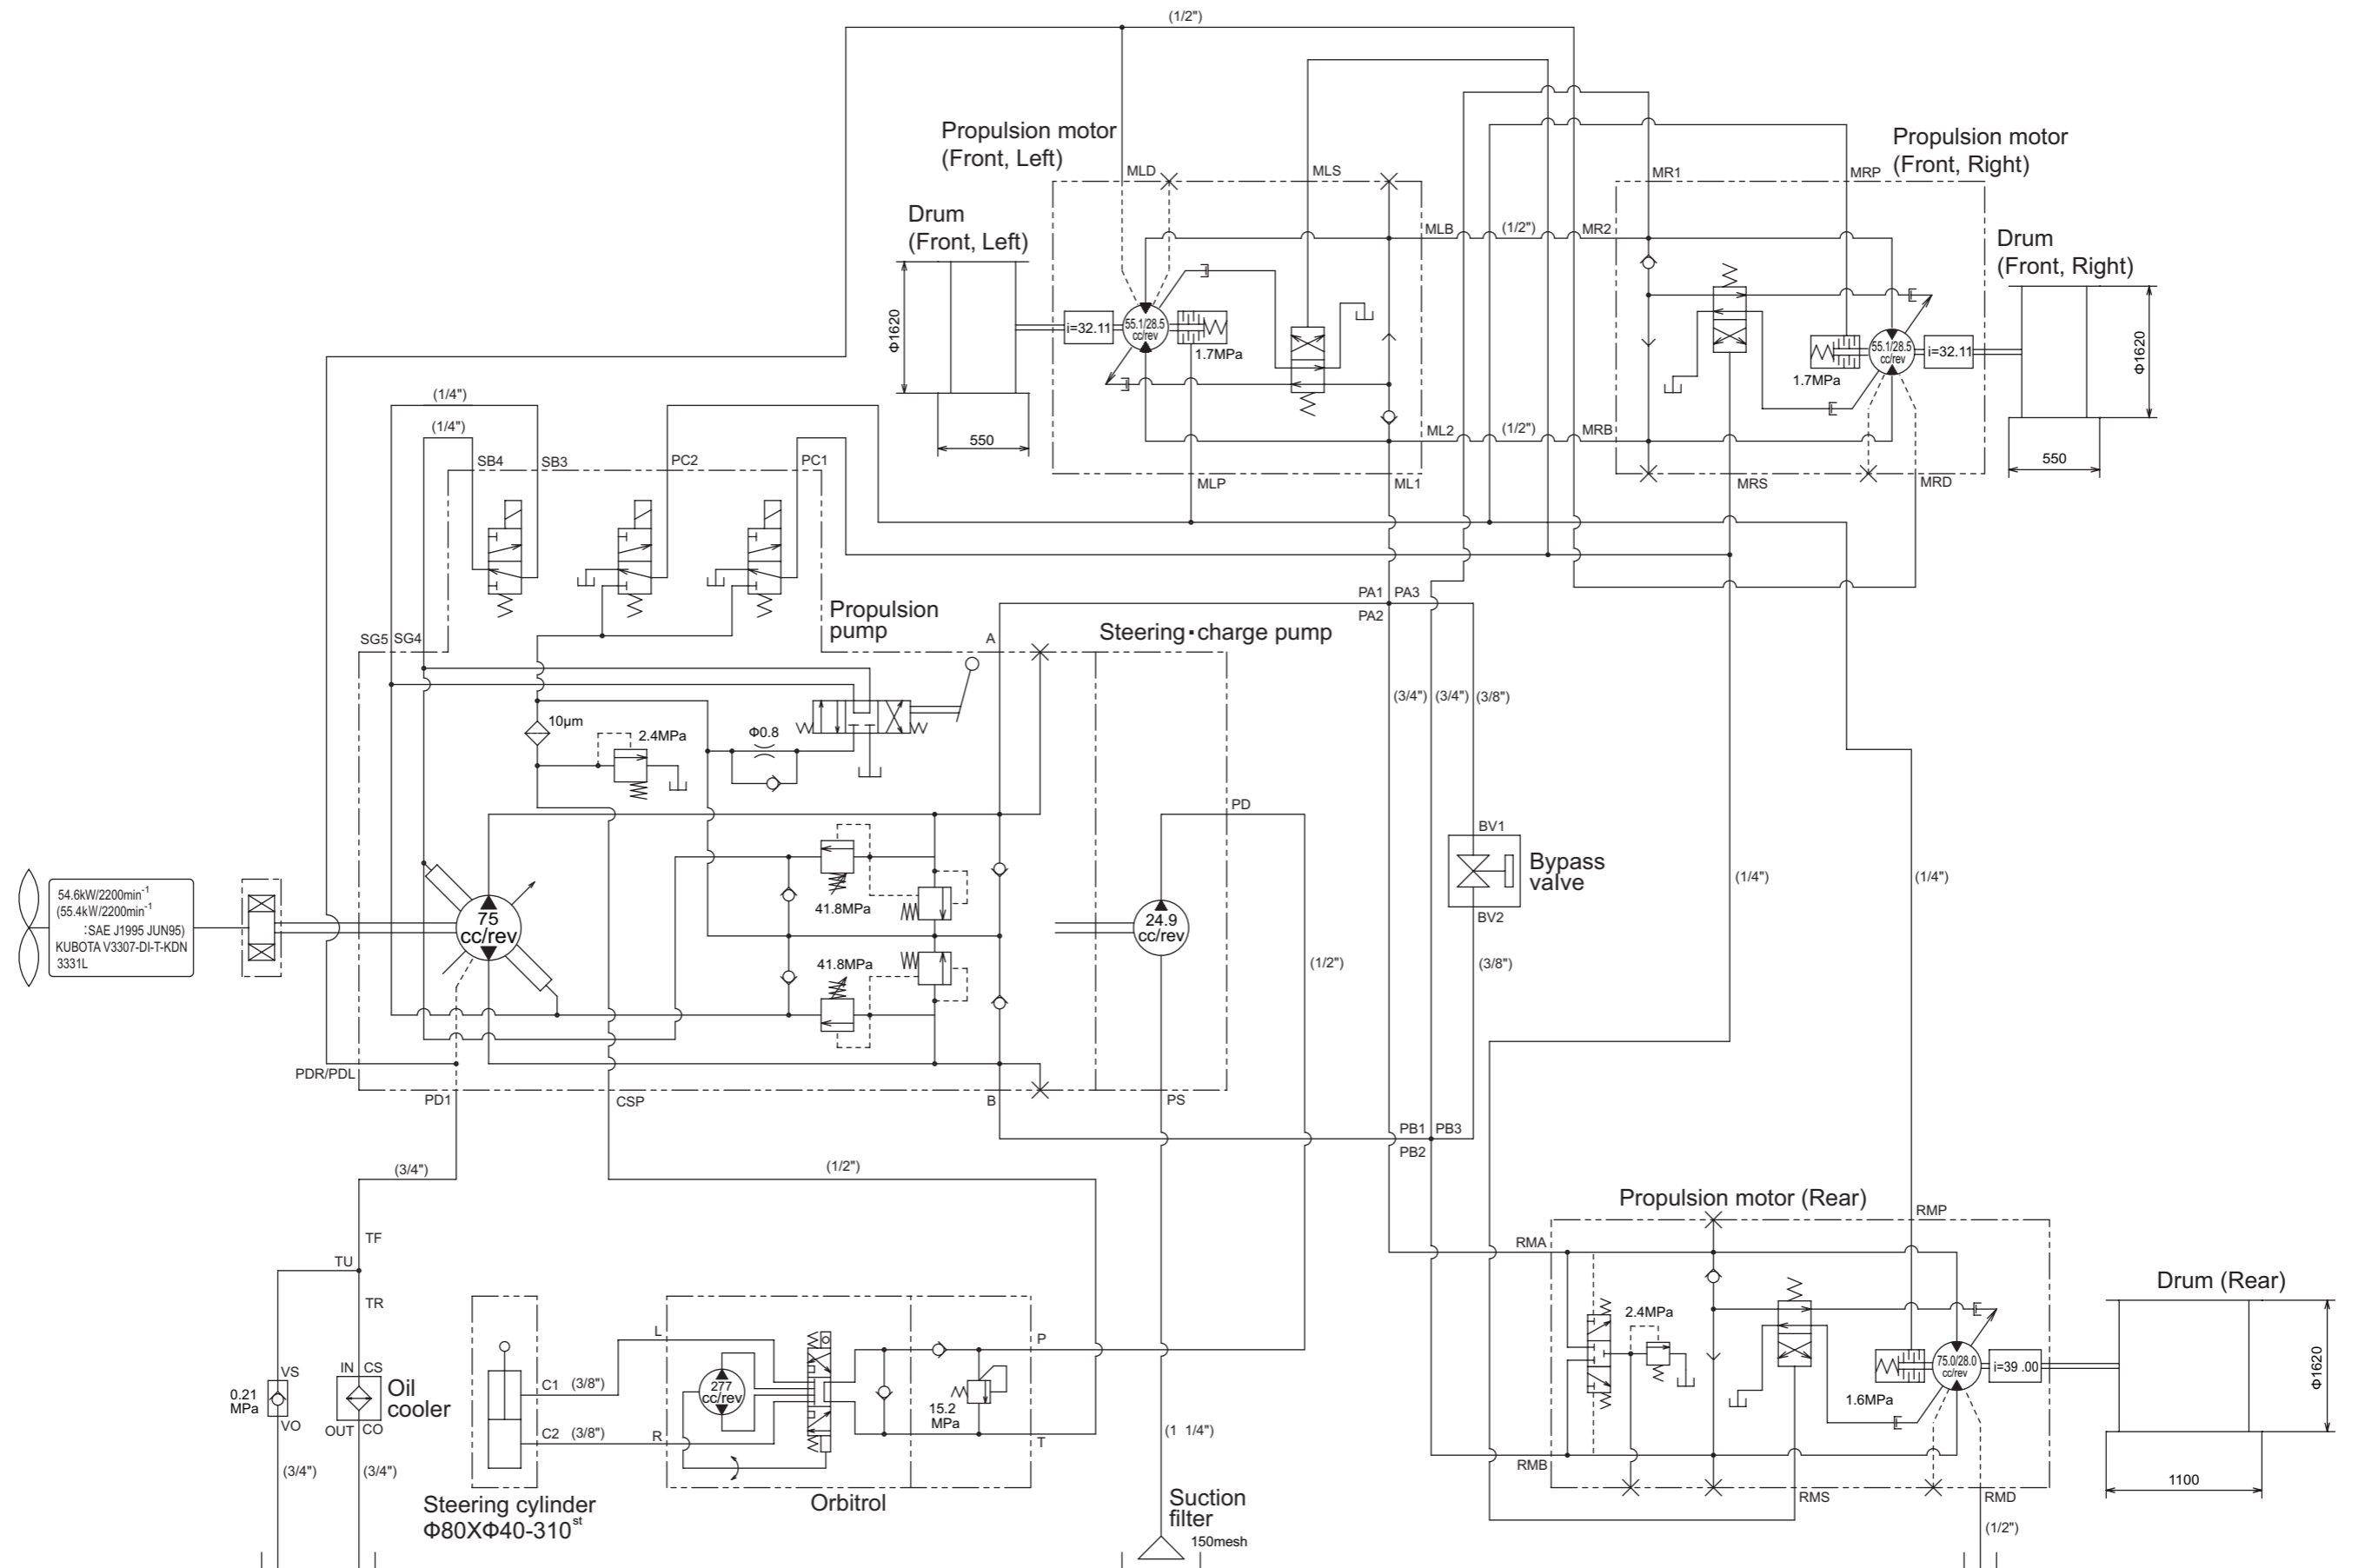 (1/2")
Propulsion motor
(Front, Left)
MLD
MLS
MR1
MRP
Propulsion motor
(Front, Right)
Drum
(Front, Left)
MLB
(1/2")
MR2
Drum
(Front, Right)
Φ1620
i=32.11
55.1/28.5
cc/rev
1.7MPa
550
1.7MPa
55.1/28.5
cc/rev
i=32.11
Φ1620
550
ML2
(1/2")
MRB
MLP
ML1
MRS
MRD
(1/4")
(1/4")
SB4
SB3
PC2
PC1
SG5
SG4
Propulsion
pump
A
Steering・charge pump
PA1
PA3
PA2
(3/4")
(3/4")
(3/8")
10μm
2.4MPa
Φ0.8
PD
BV1
Bypass
valve
BV2
(3/8")
(1/4")
(1/4")
54.6kW/2200min-1
(55.4kW/2200min-1
:SAE J1995 JUN95)
KUBOTA V3307-DI-T-KDN
3331L
75
cc/rev
41.8MPa
41.8MPa
24.9
cc/rev
(1/2")
PDR/PDL
PD1
CSP
B
PS
PB1
PB3
PB2
(3/4")
(1/2")
TF
TU
TR
VS
0.21
MPa
VO
IN
CS
Oil
cooler
OUT
CO
(3/4")
(3/4")
C1
(3/8")
C2
(3/8")
Steering cylinder
Φ80XΦ40-310st
L
R
277
cc/rev
P
15.2
MPa
T
Orbitrol
(1 1/4")
Suction
filter
150mesh
Propulsion motor (Rear)
RMP
RMA
2.4MPa
1.6MPa
75.0/28.0
cc/rev
i=39 .00
Drum (Rear)
Φ1620
1100
RMB
RMS
RMD
(1/2")